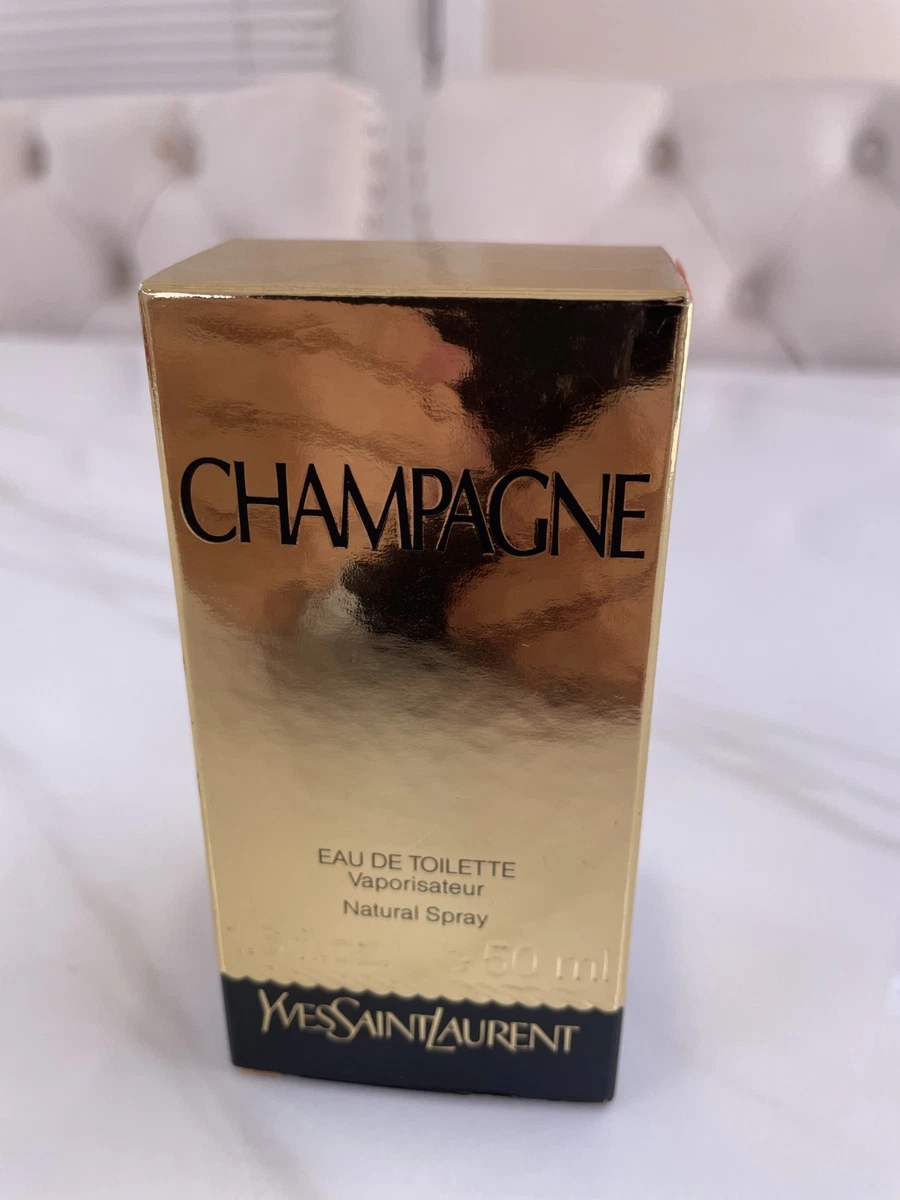 CHAMPAGNE
EAU DE TOILETTE
Vaporisateur
Natural Spray
50 ml
YVESSAINTLAURENT